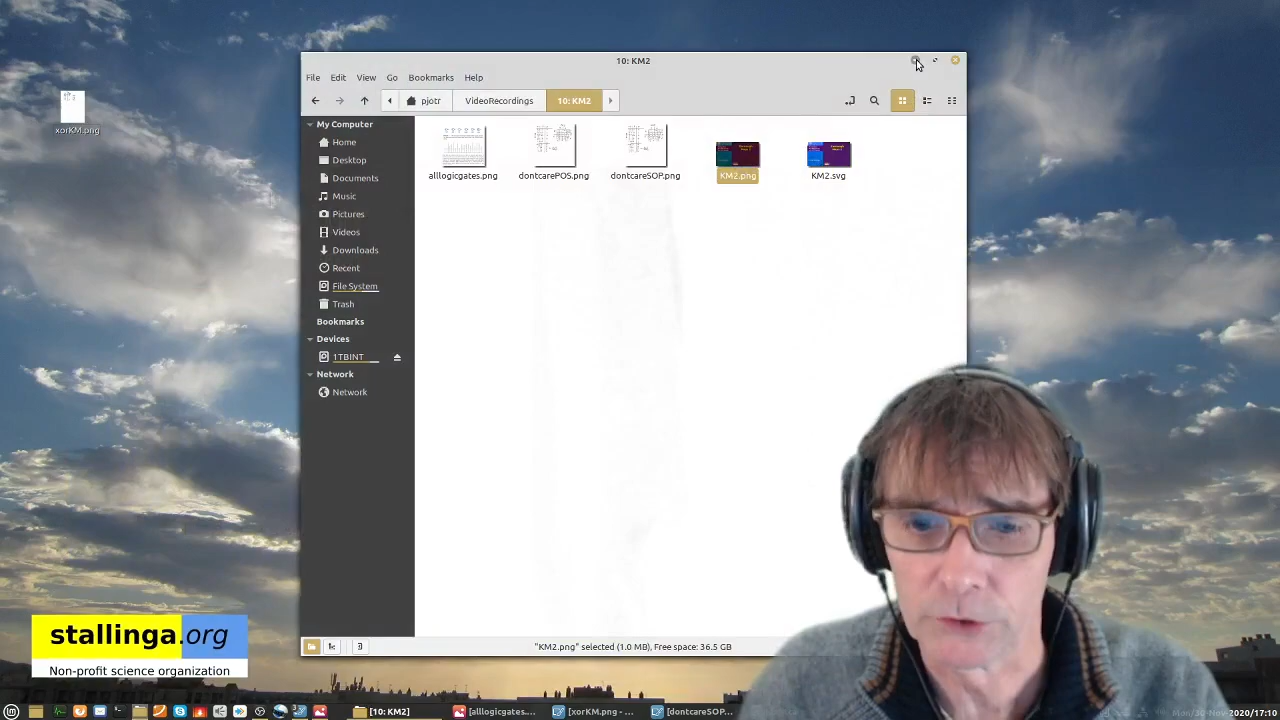 10: KM2
File Edit View Go Bookmarks Help
pjotr VideoRecordings 10: KM2
xorKM.png
My Computer
Home
Desktop
Documents
Music
Pictures
Videos
Downloads
Recent
File System
Trash
Bookmarks
Devices
1TBINT
Network
Network
alllogicgates.png dontcarePOS.png dontcareSOP.png KM2.png KM2.svg
"KM2.png" selected (1.0 MB), Free space: 36.5 GB
stallinga.org
Non-profit science organization
[10: KM2] [alllogicgates.... [xorKM.png - ... [dontcareSOP....
Mon/30-Nov-2020/17:10